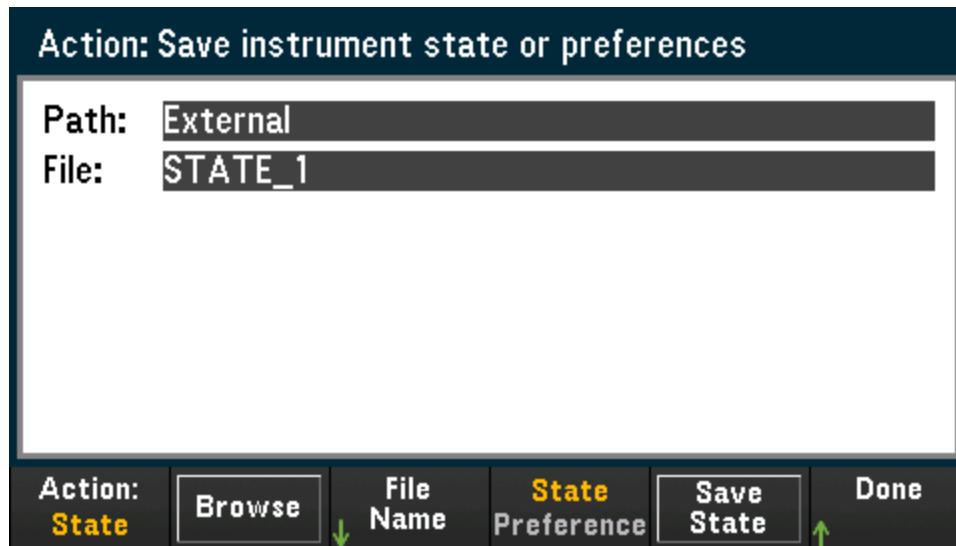 Action: Save instrument state or preferences
Path: External
File: STATE_1
Action:
State
Browse
File
Name
State
Preference
Save
State
Done